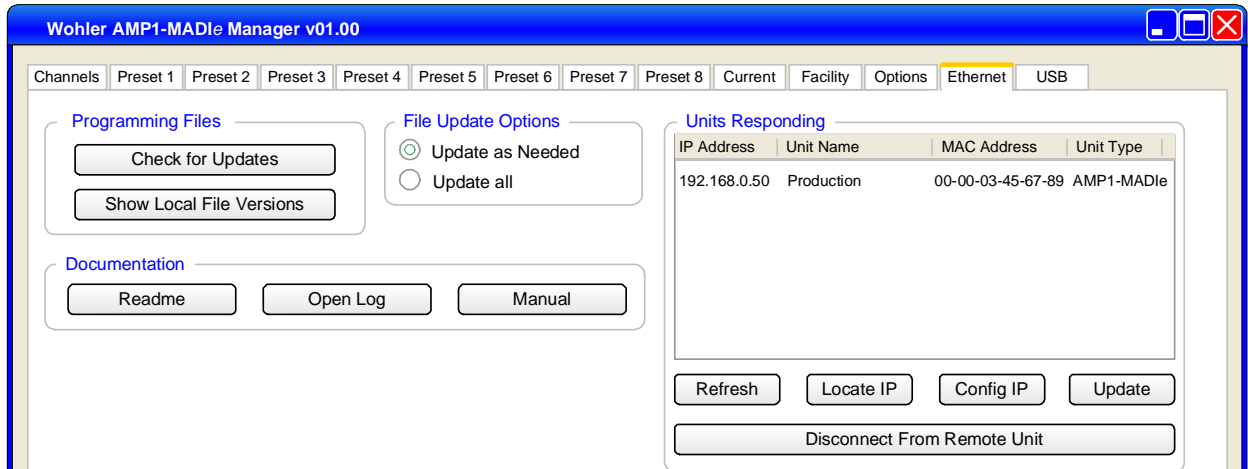 Wohler AMP1-MADIe Manager v01.00
Channels Preset 1 Preset 2 Preset 3 Preset 4 Preset 5 Preset 6 Preset 7 Preset 8 Current Facility Options Ethernet USB
Programming Files
Check for Updates
Show Local File Versions
File Update Options
Update as Needed
Update all
Documentation
Readme Open Log Manual
Units Responding
IP Address Unit Name MAC Address Unit Type
192.168.0.50 Production 00-00-03-45-67-89 AMP1-MADIe
Refresh Locate IP Config IP Update
Disconnect From Remote Unit